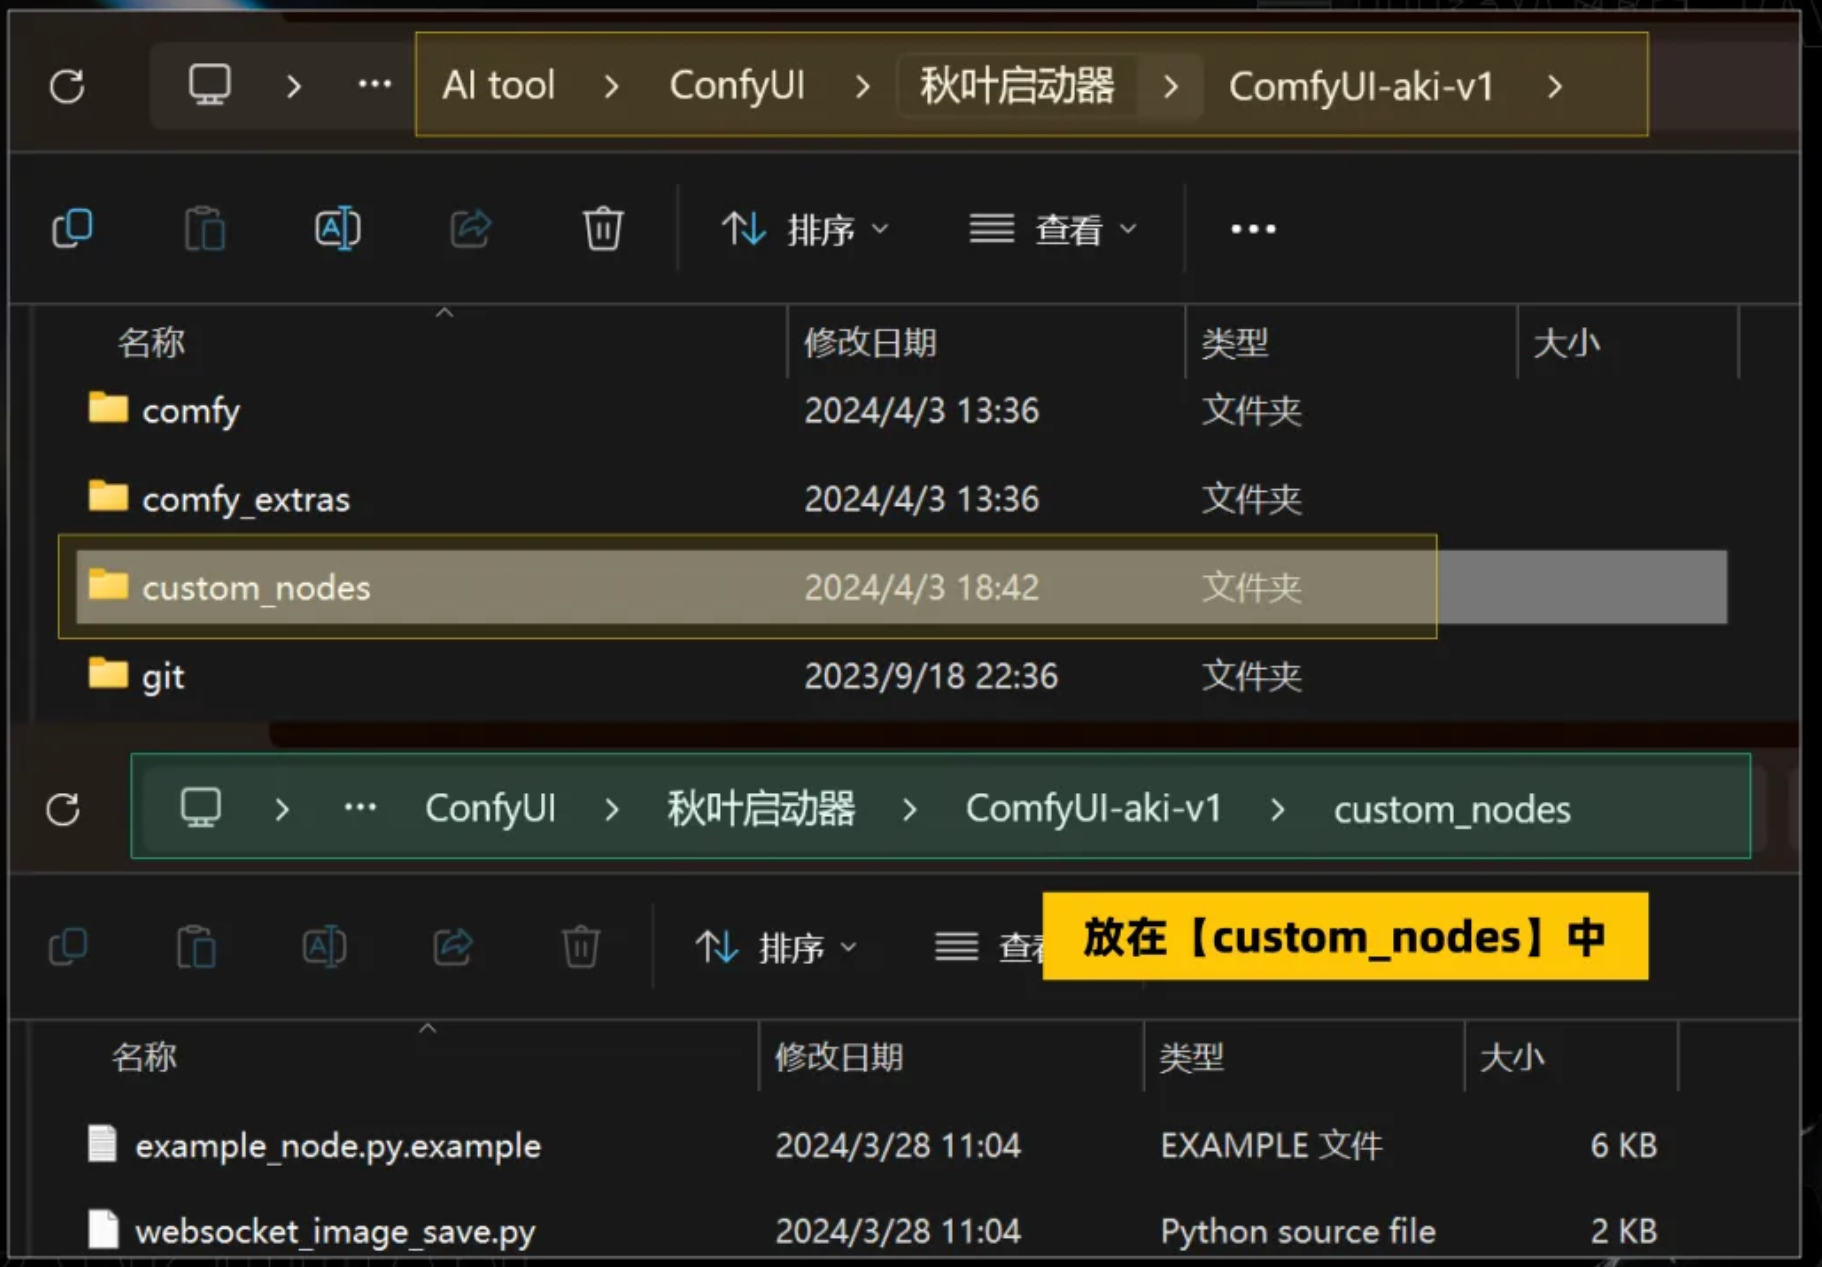 AI tool > ConfyUI > 秋叶启动器 > ComfyUI-aki-v1 >
排序 查看
名称 修改日期 类型 大小
comfy 2024/4/3 13:36 文件夹
comfy_extras 2024/4/3 13:36 文件夹
custom_nodes 2024/4/3 18:42 文件夹
git 2023/9/18 22:36 文件夹
ConfyUI > 秋叶启动器 > ComfyUI-aki-v1 > custom_nodes
排序 查
放在【custom_nodes】中
名称 修改日期 类型 大小
example_node.py.example 2024/3/28 11:04 EXAMPLE 文件 6 KB
websocket_image_save.py 2024/3/28 11:04 Python source file 2 KB